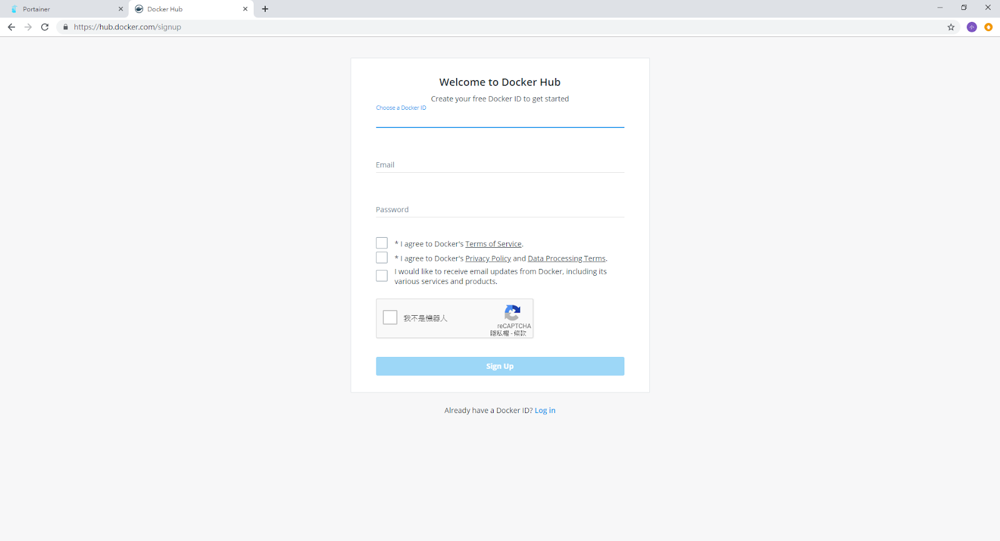 Portainer
Docker Hub
https://hub.docker.com/signup
小
Welcome to Docker Hub
Create your free Docker ID to get started
Choose a Docker ID
Email
Password
* I agree to Docker's Terms of Service.
* I agree to Docker's Privacy Policy and Data Processing Terms.
I would like to receive email updates from Docker, including its
various services and products.
我不是機器人
reCAPTCHA
隱私權 - 條款
Sign Up
Already have a Docker ID? Log in